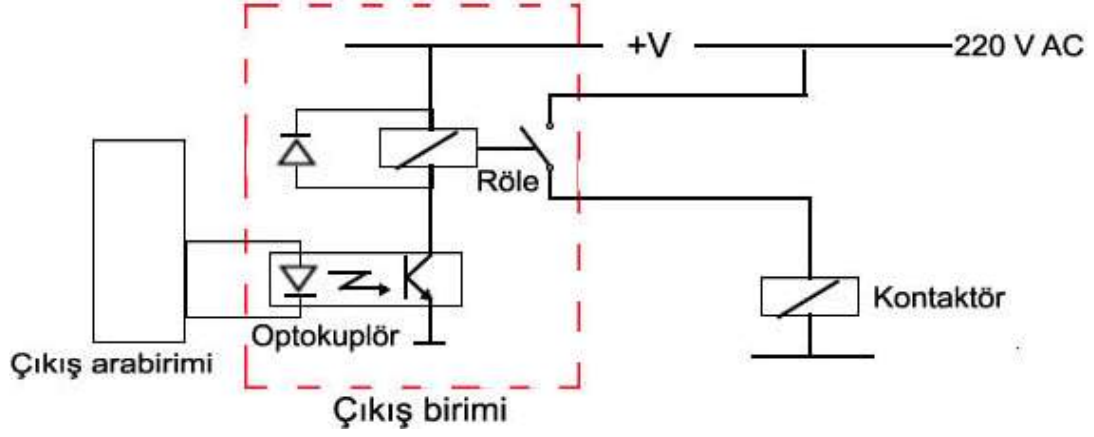 +V
220 V AC
Röle
Kontaktör
Optokuplör
Çıkış arabirimi
Çıkış birimi